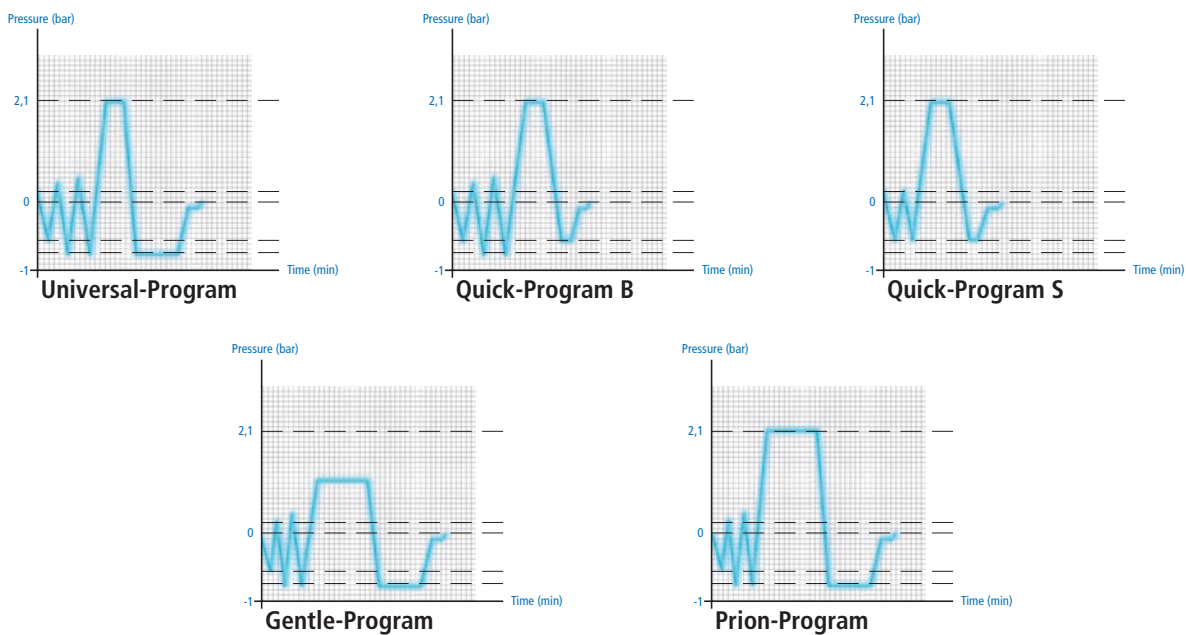 Pressure (bar)
2,1
0
-1
Time (min)
Universal-Program
Pressure (bar)
2,1
0
-1
Time (min)
Quick-Program B
Pressure (bar)
2,1
0
-1
Time (min)
Quick-Program S
Pressure (bar)
2,1
0
-1
Time (min)
Gentle-Program
Pressure (bar)
2,1
0
-1
Time (min)
Prion-Program